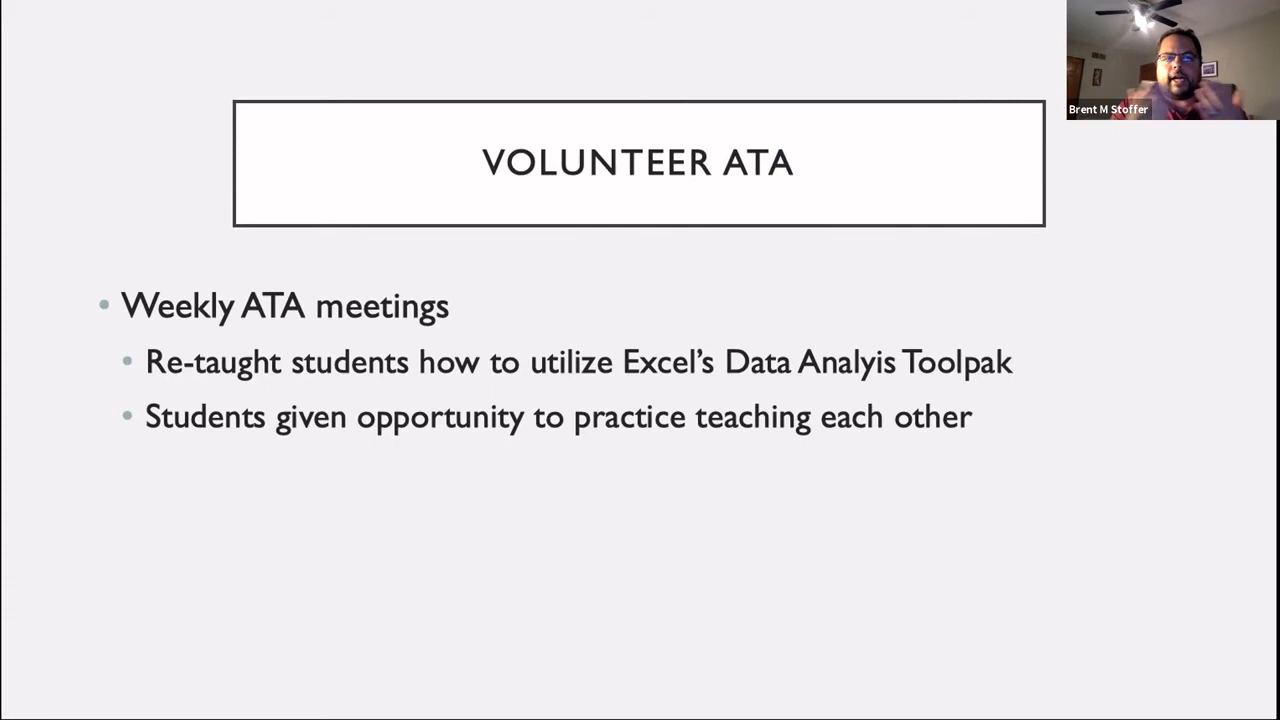 Brent M Stoffer
VOLUNTEER ATA
• Weekly ATA meetings
• Re-taught students how to utilize Excel's Data Analyis Toolpak
• Students given opportunity to practice teaching each other